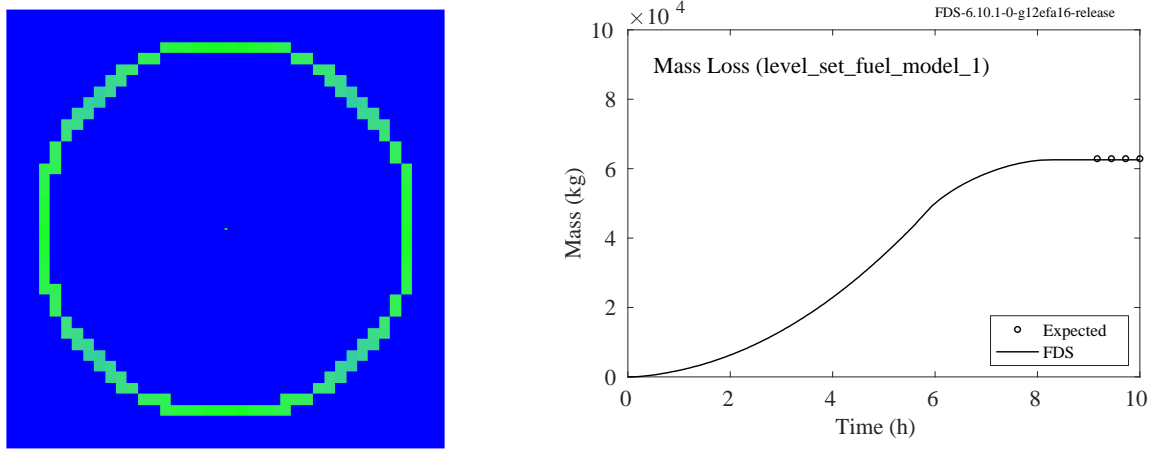 ×10^4
FDS-6.10.1-0-g12efa16-release
Mass Loss (level_set_fuel_model_1)
10
8
6
4
2
0
Mass (kg)
0 2 4 6 8 10
Time (h)
Expected
FDS